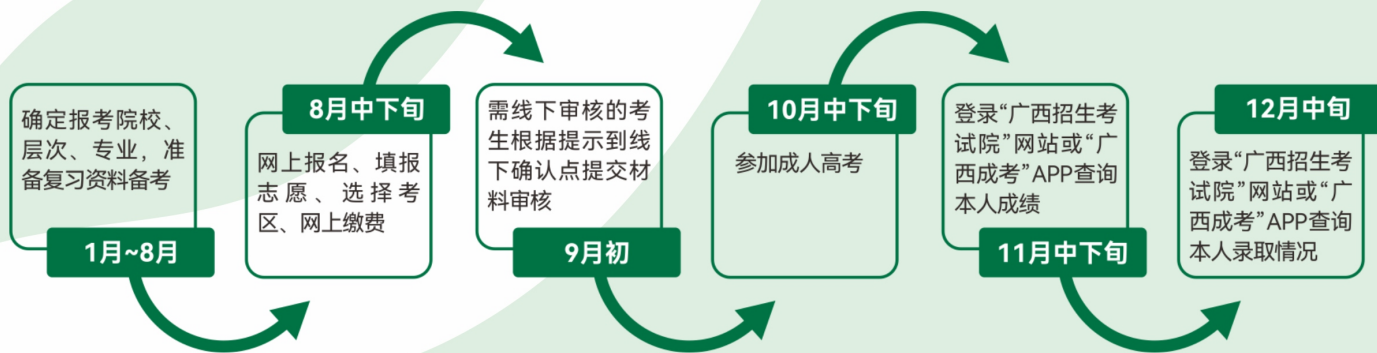 确定报考院校、
层次、专业，准
备复习资料备考
1月~8月
8月中下旬
网上报名、填报
志愿、选择考
区、网上缴费
需线下审核的考
生根据提示到线
下确认点提交材
料审核
9月初
10月中下旬
参加成人高考
登录“广西招生考
试院”网站或“广
西成考”APP查询
本人成绩
11月中下旬
12月中旬
登录“广西招生考
试院”网站或“广
西成考”APP查询
本人录取情况